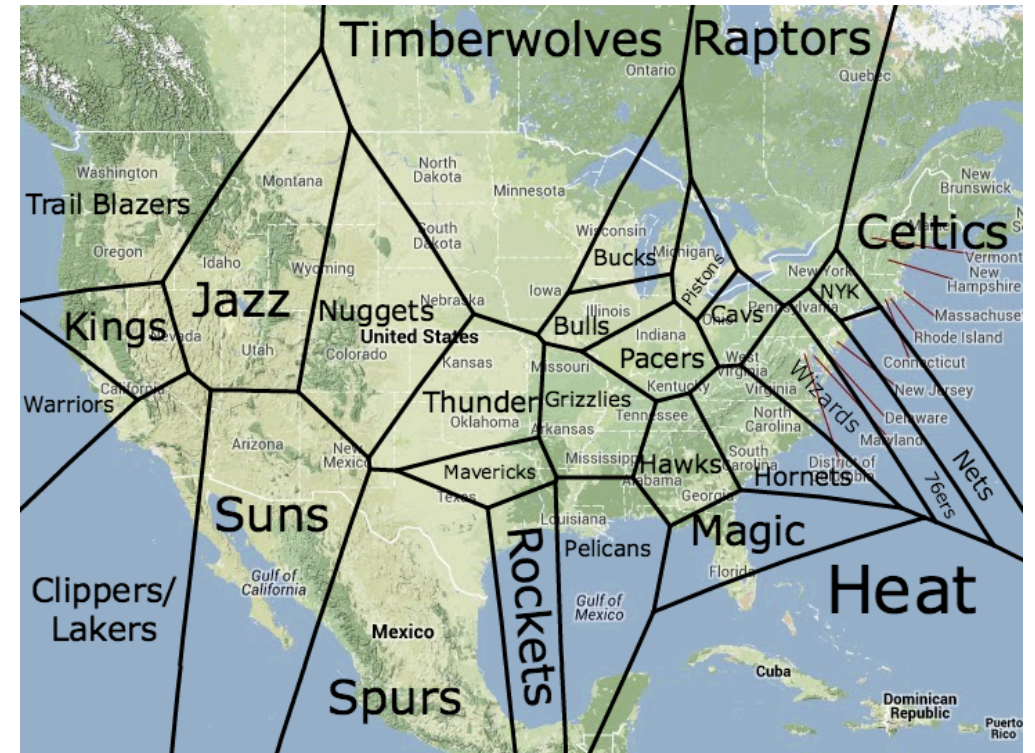 Timberwolves
Raptors
Ontario
Quebec
Washington
Montana
North
Dakota
Minnesota
New
Brunswick
Trail Blazers
Oregon
Idaho
Wyoming
South
Dakota
Wisconsin
Bucks
Michigan
Pistons
Celtics
Maine
Vermont
New
Hampshire
New York
NYK
Jazz
Nuggets
Nebraska
Iowa
Illinois
Bulls
Indiana
Ohio
Cavs
Pennsylvania
Massachuse
Rhode Island
Connecticut
Kings
Nevada
Utah
Colorado
United States
Kansas
Missouri
Pacers
West
Virginia
Kentucky
Virginia
Wizards
New Jersey
Delaware
Maryland
District of
Columbia
California
Warriors
Thunder
Oklahoma
Grizzlies
Arkansas
Tennessee
North
Carolina
Arizona
New
Mexico
Mavericks
Texas
Mississippi
Alabama
Hawks
South
Carolina
Georgia
Hornets
76ers
Nets
Suns
Rockets
Louisiana
Pelicans
Magic
Florida
Heat
Clippers/
Lakers
Gulf of
California
Gulf of
Mexico
Mexico
Spurs
Cuba
Dominican
Republic
Puerto
Rico